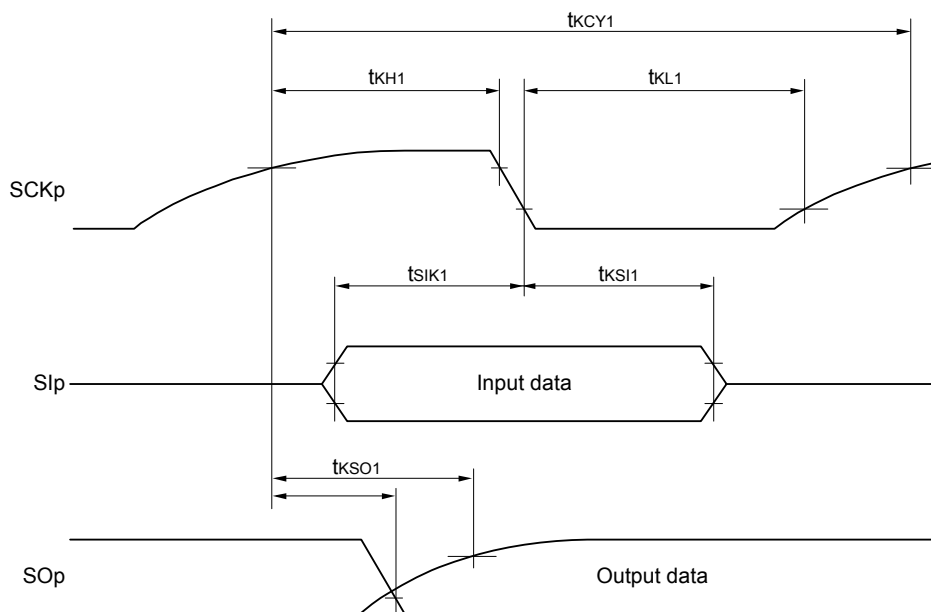 tKCY1
tKH1
tKL1
SCKp
tSIK1
tKSI1
SIp
Input data
tKSO1
SOp
Output data